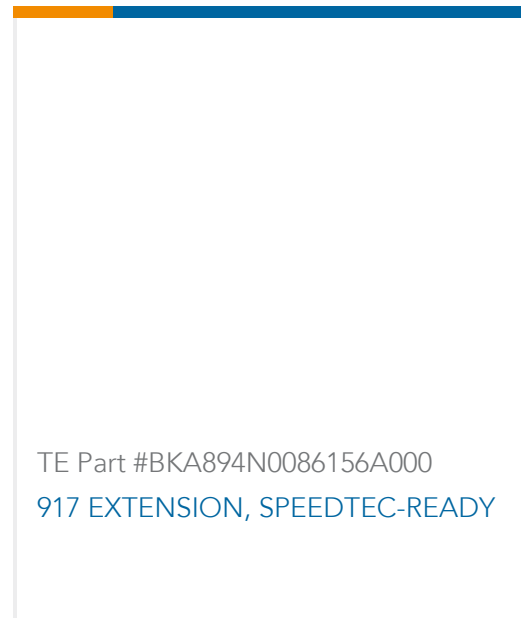 TE Part #BKA894N0086156A000
917 EXTENSION, SPEEDTEC-READY